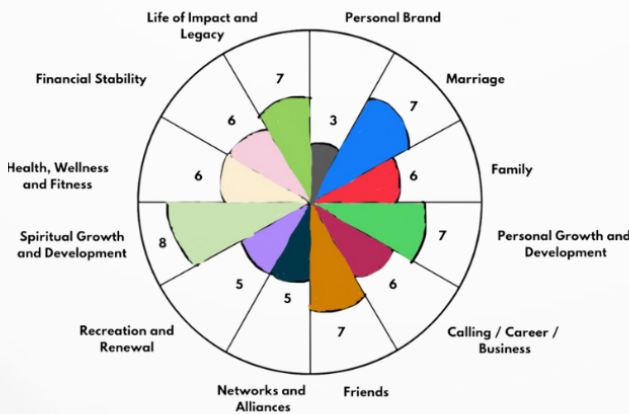 Life of Impact and
Legacy
Personal Brand
Financial Stability
7
Marriage
6
3
7
Health, Wellness
and Fitness
6
6
Family
Spiritual Growth
and Development
8
7
Personal Growth and
Development
5
5
6
Recreation and
Renewal
7
Calling / Career /
Business
Networks and
Alliances
Friends